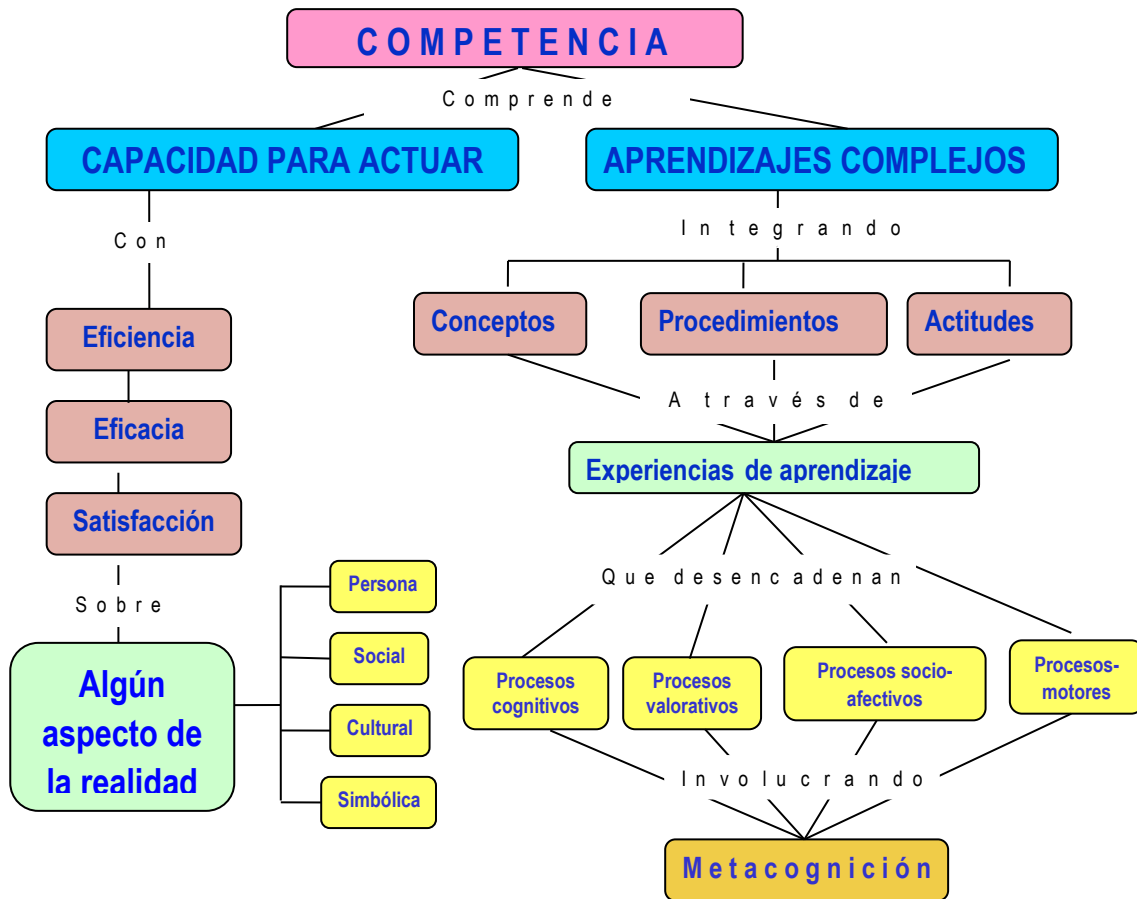 COMPETENCIA
Comprende
CAPACIDAD PARA ACTUAR
APRENDIZAJES COMPLEJOS
Con
Integrando
Eficiencia
Conceptos
Procedimientos
Actitudes
Eficacia
A través de
Experiencias de aprendizaje
Satisfacción
Sobre
Algún
aspecto de
la realidad
Persona
Social
Cultural
Simbólica
Que desencadenan
Procesos
cognitivos
Procesos
valorativos
Procesos socio-
afectivos
Procesos-
motores
Involucrando
Metacognición